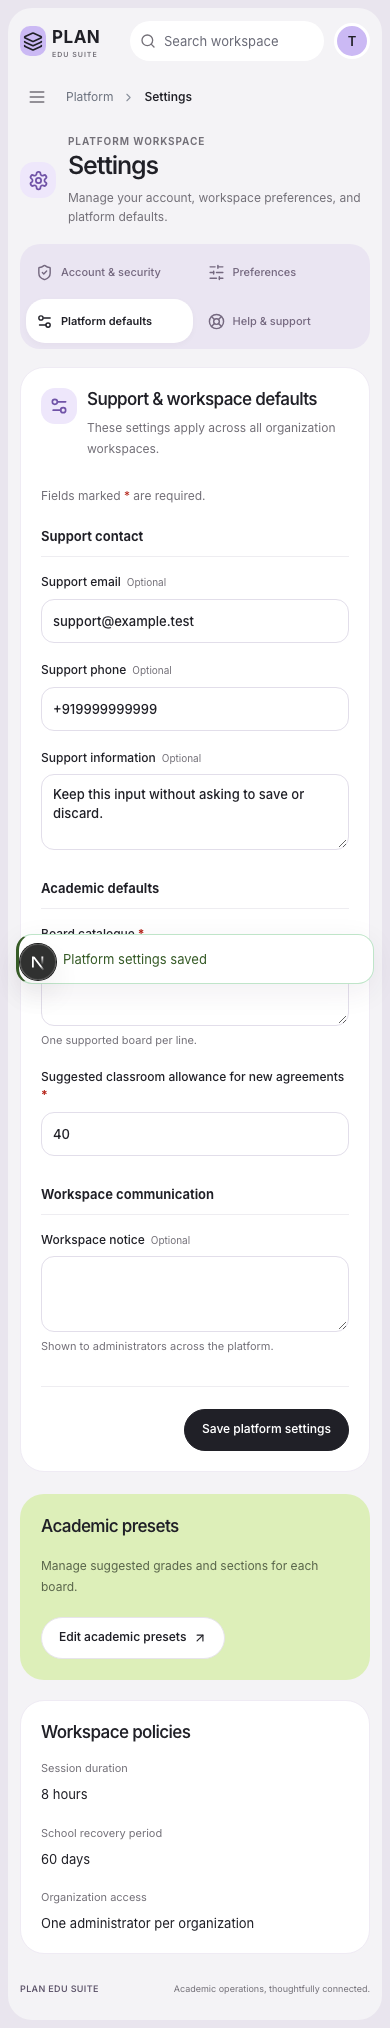 PLAN
EDU SUITE
Search workspace
T
Platform
Settings
PLATFORM WORKSPACE
Settings
Manage your account, workspace preferences, and
platform defaults.
Account & security
Preferences
Platform defaults
Help & support
Support & workspace defaults
These settings apply across all organization
workspaces.
Fields marked * are required.
Support contact
Support email Optional
support@example.test
Support phone Optional
+919999999999
Support information Optional
Keep this input without asking to save or
discard.
Academic defaults
Board catalogue *
N
Platform settings saved
One supported board per line.
Suggested classroom allowance for new agreements
*
40
Workspace communication
Workspace notice Optional
Shown to administrators across the platform.
Save platform settings
Academic presets
Manage suggested grades and sections for each
board.
Edit academic presets
Workspace policies
Session duration
8 hours
School recovery period
60 days
Organization access
One administrator per organization
PLAN EDU SUITE
Academic operations, thoughtfully connected.